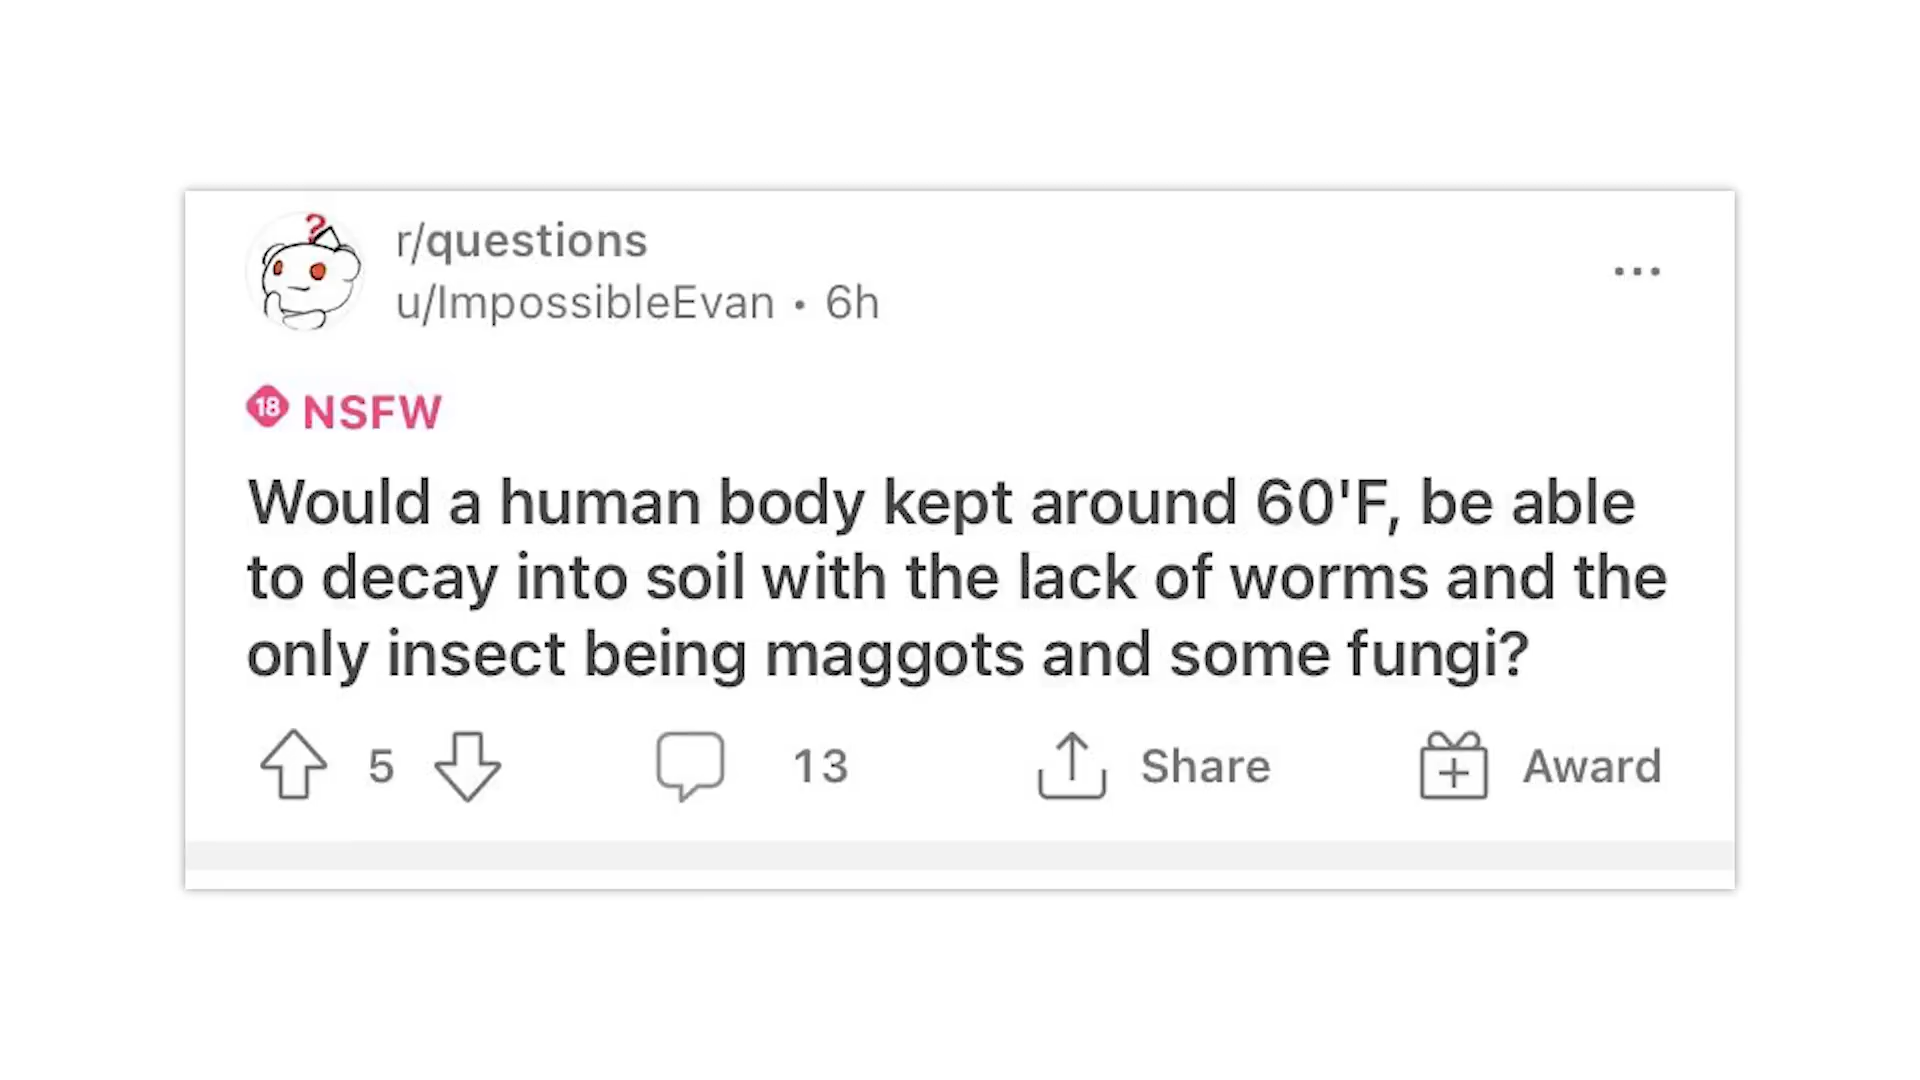 ?
r/questions
u/ImpossibleEvan • 6h
18 NSFW
Would a human body kept around 60'F, be able
to decay into soil with the lack of worms and the
only insect being maggots and some fungi?
5 13 Share Award